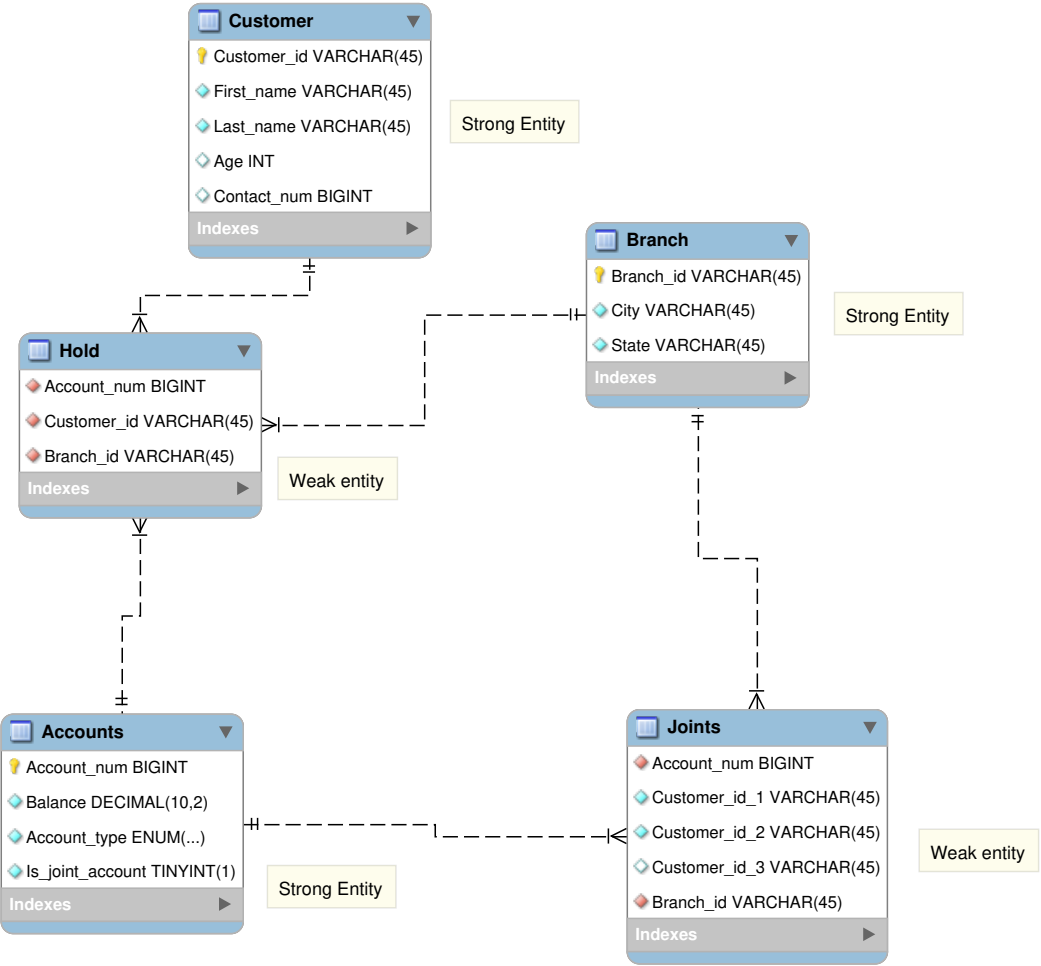 Customer
Customer_id VARCHAR(45)
First_name VARCHAR(45)
Last_name VARCHAR(45)
Age INT
Contact_num BIGINT
Indexes
Strong Entity
Branch
Branch_id VARCHAR(45)
City VARCHAR(45)
State VARCHAR(45)
Indexes
Strong Entity
Hold
Account_num BIGINT
Customer_id VARCHAR(45)
Branch_id VARCHAR(45)
Indexes
Weak entity
Accounts
Account_num BIGINT
Balance DECIMAL(10,2)
Account_type ENUM(...)
Is_joint_account TINYINT(1)
Indexes
Strong Entity
Joints
Account_num BIGINT
Customer_id_1 VARCHAR(45)
Customer_id_2 VARCHAR(45)
Customer_id_3 VARCHAR(45)
Branch_id VARCHAR(45)
Indexes
Weak entity